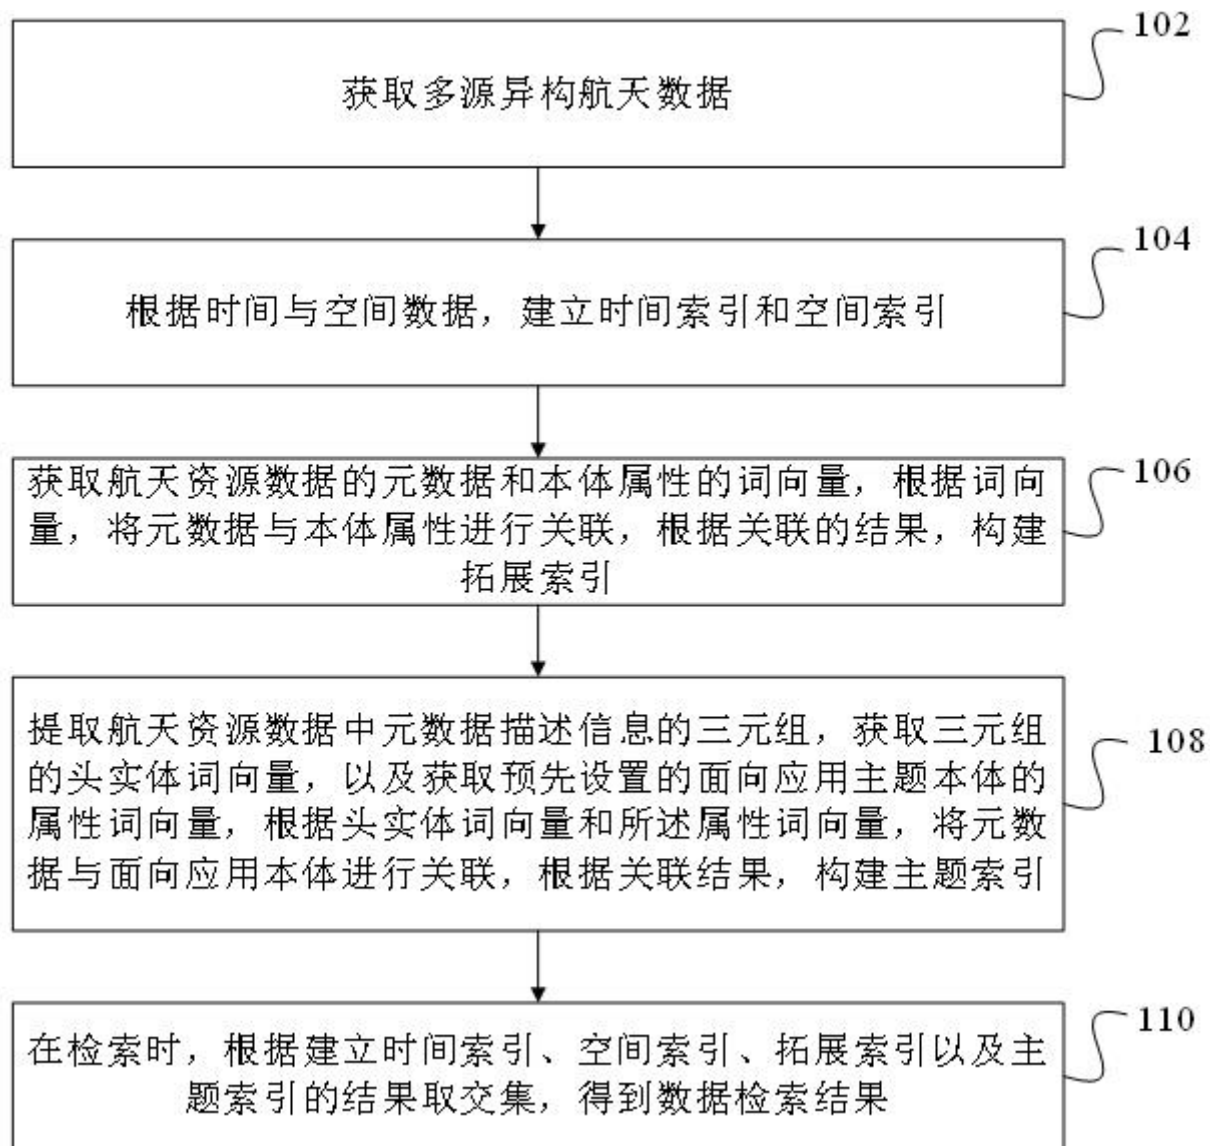 获取多源异构航天数据
102
根据时间与空间数据，建立时间索引和空间索引
104
获取航天资源数据的元数据和本体属性的词向量，根据词向
量，将元数据与本体属性进行关联，根据关联的结果，构建
拓展索引
106
提取航天资源数据中元数据描述信息的三元组，获取三元组
的头实体词向量，以及获取预先设置的面向应用主题本体的
属性词向量，根据头实体词向量和所述属性词向量，将元数
据与面向应用本体进行关联，根据关联结果，构建主题索引
108
在检索时，根据建立时间索引、空间索引、拓展索引以及主
题索引的结果取交集，得到数据检索结果
110